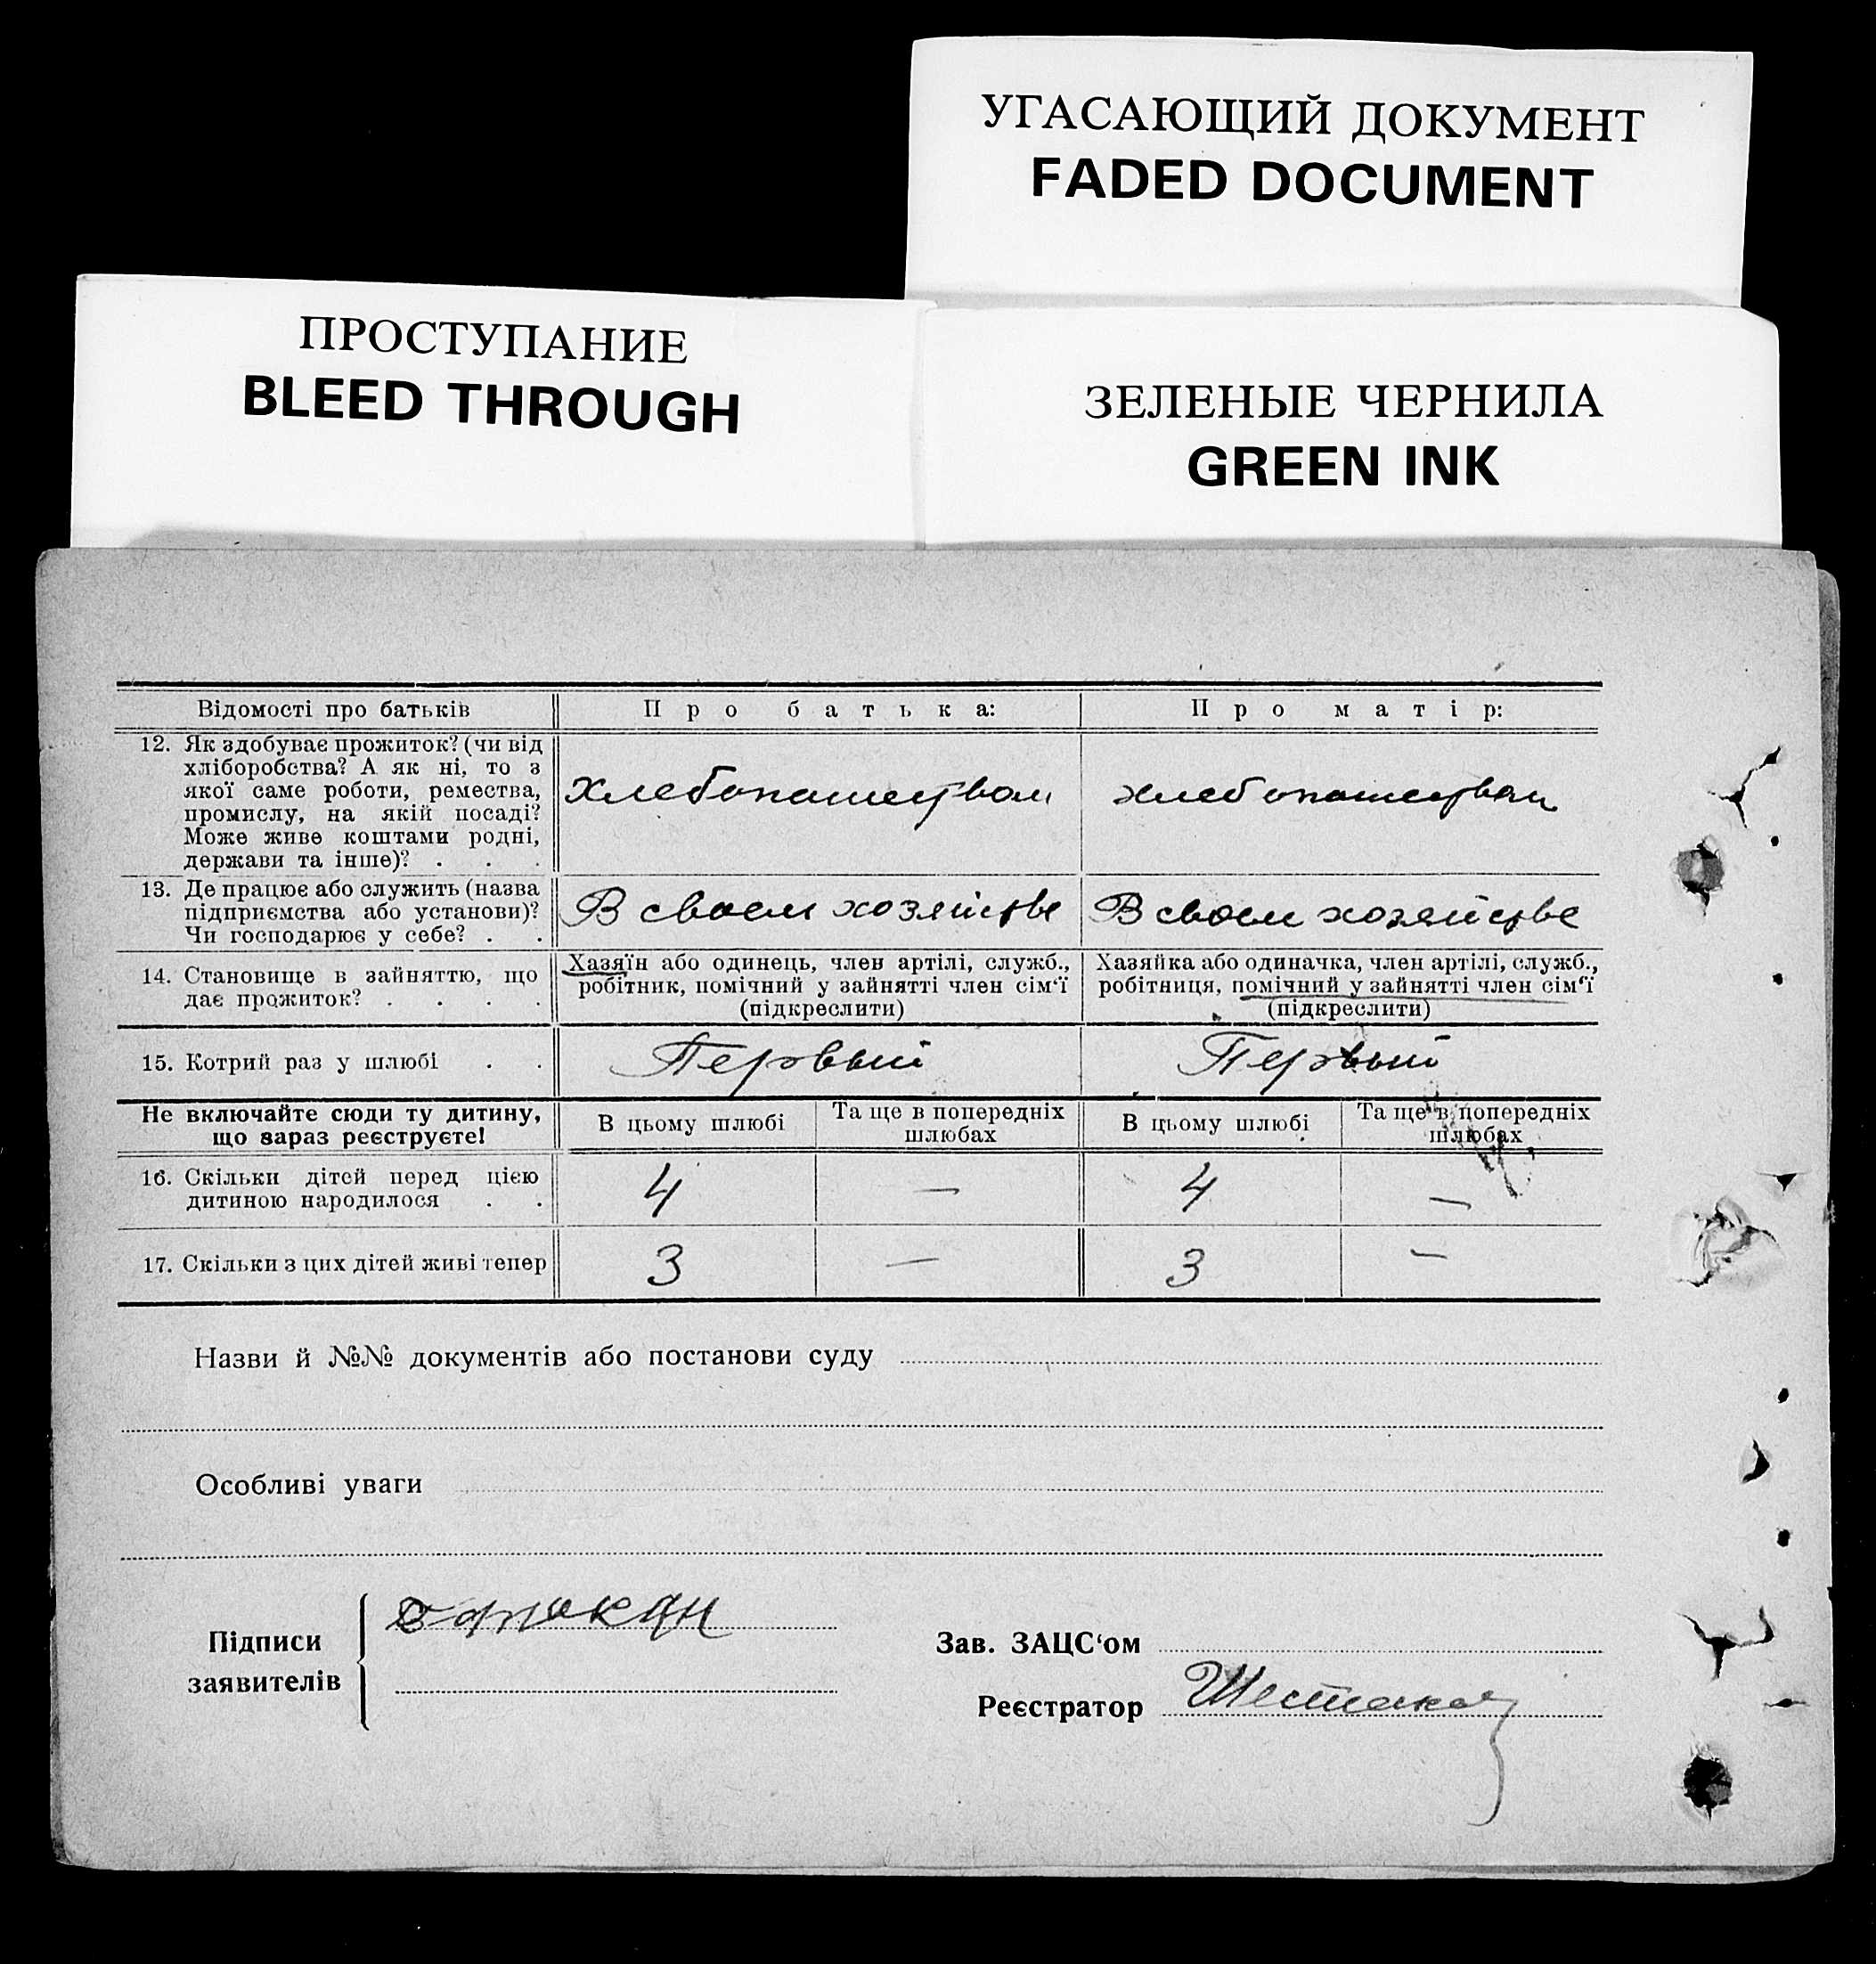 УГАСАЮЩИЙ ДОКУМЕНТ
FADED DOCUMENT
ПРОСТУПАНИЕ
BLEED THROUGH
ЗЕЛЕНЫЕ ЧЕРНИЛА
GREEN INK
Відомості про батьків
Про батька:
Про матір:
12. Як здобуває прожиток? (чи від
хліборобства? А як ні, то з
якої саме роботи, ремества,
промислу, на якій посаді?
Може живе коштами родні,
держави та інше)? . . .
Хлебопашеством
хлебопашеством
13. Де працює або служить (назва
підприємства або установи)?
Чи господарює у себе? . .
В своем хозяйстве
В своем хозяйстве
14. Становище в зайняттю, що
дає прожиток? . . . .
Хазяїн або одинець, член артілі, служб.,
робітник, помічний у зайнятті член сім‘ї
(підкреслити)
Хазяйка або одиначка, член артілі, служб.,
робітниця, помічний у зайнятті член сім‘ї
(підкреслити)
15. Котрий раз у шлюбі . .
Первый
Первый
Не включайте сюди ту дитину,
що зараз реєструєте!
В цьому шлюбі
Та ще в попередніх
шлюбах
В цьому шлюбі
Та ще в попередніх
шлюбах
16. Скільки дітей перед цією
дитиною народилося . .
4
—
4
—
17. Скільки з цих дітей живі тепер
3
—
3
—
Назви й №№ документів або постанови суду
Особливі уваги
Підписи
заявителів
Зав. ЗАЦС‘ом
Реєстратор